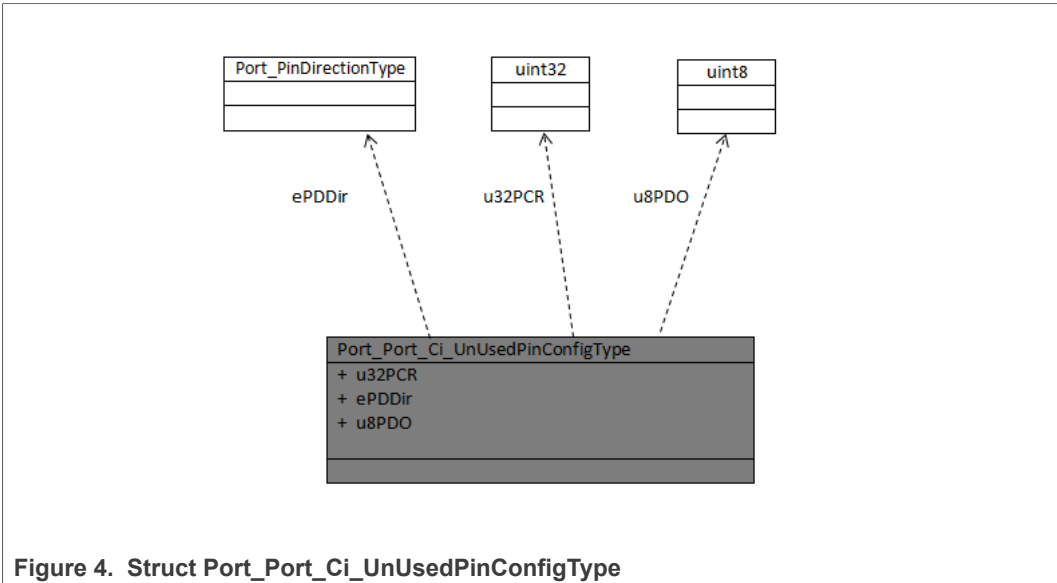 Port_PinDirectionType
uint32
uint8
ePDDir
u32PCR
u8PDO
Port_Port_Ci_UnUsedPinConfigType
+ u32PCR
+ ePDDir
+ u8PDO
Figure 4. Struct Port_Port_Ci_UnUsedPinConfigType